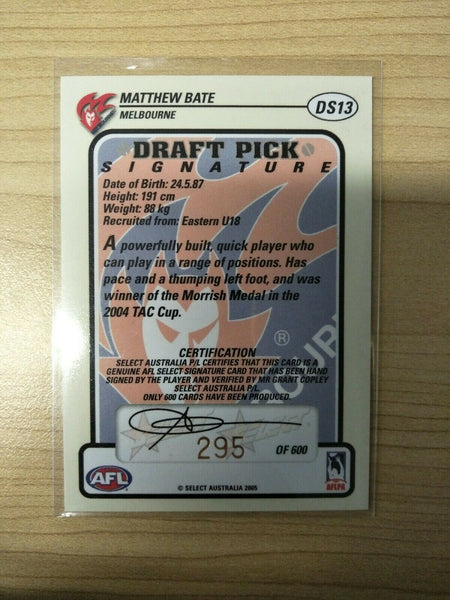 MATTHEW BATE
DS13
MELBOURNE
DRAFT PICK
SIGNATURE
Date of Birth: 24.5.87
Height: 191 cm
Weight: 88 kg
Recruited from: Eastern U18
A powerfully built, quick player who
can play in a range of positions. Has
pace and a thumping left foot, and was
winner of the Morrish Medal in the
2004 TAC Cup.
®
CERTIFICATION
SELECT AUSTRALIA P/L CERTIFIES THAT THIS CARD IS A
GENUINE AFL SELECT SIGNATURE CARD THAT HAS BEEN HAND
SIGNED BY THE PLAYER AND VERIFIED BY MR GRANT COPLEY
SELECT AUSTRALIA P/L.
ONLY 600 CARDS HAVE BEEN PRODUCED.
295 OF 600
AFL
AFLPA
© SELECT AUSTRALIA 2005